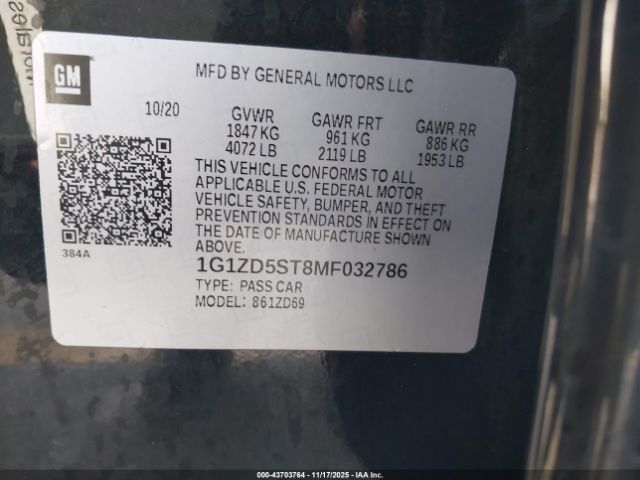 GM
MFD BY GENERAL MOTORS LLC
10/20
GVWR
1847 KG
4072 LB
GAWR FRT
961 KG
2119 LB
GAWR RR
886 KG
1953 LB
THIS VEHICLE CONFORMS TO ALL
APPLICABLE U.S. FEDERAL MOTOR
VEHICLE SAFETY, BUMPER, AND THEFT
PREVENTION STANDARDS IN EFFECT ON
THE DATE OF MANUFACTURE SHOWN
ABOVE.
384A
1G1ZD5ST8MF032786
TYPE: PASS CAR
MODEL: 861ZD69
000-43703764 - 11/17/2025 - iaai.com